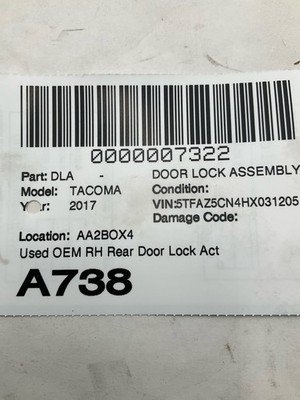 0000007322
Part: DLA - DOOR LOCK ASSEMBLY
Model: TACOMA Condition:
Year: 2017 VIN:5TFAZ5CN4HX031205
Damage Code:
Location: AA2BOX4
Used OEM RH Rear Door Lock Act
A738